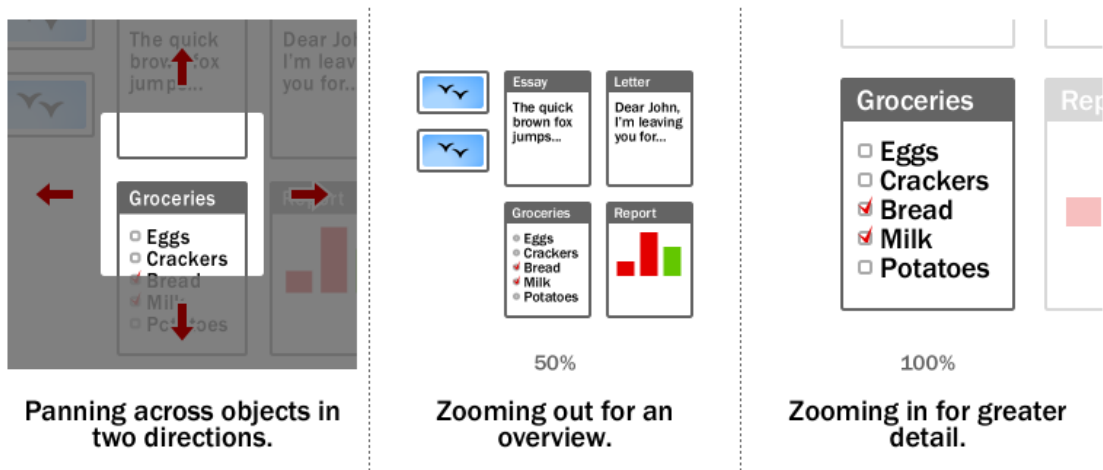 The quick
brown fox
jumps...
Dear Joh
I'm leav
you for...
Groceries
Report
Eggs
Crackers
Bread
Milk
Potatoes
Panning across objects in
two directions.
Essay
The quick
brown fox
jumps...
Letter
Dear John,
I'm leaving
you for...
Groceries
Eggs
Crackers
Bread
Milk
Potatoes
Report
50%
Zooming out for an
overview.
Groceries
Rep
Eggs
Crackers
Bread
Milk
Potatoes
100%
Zooming in for greater
detail.